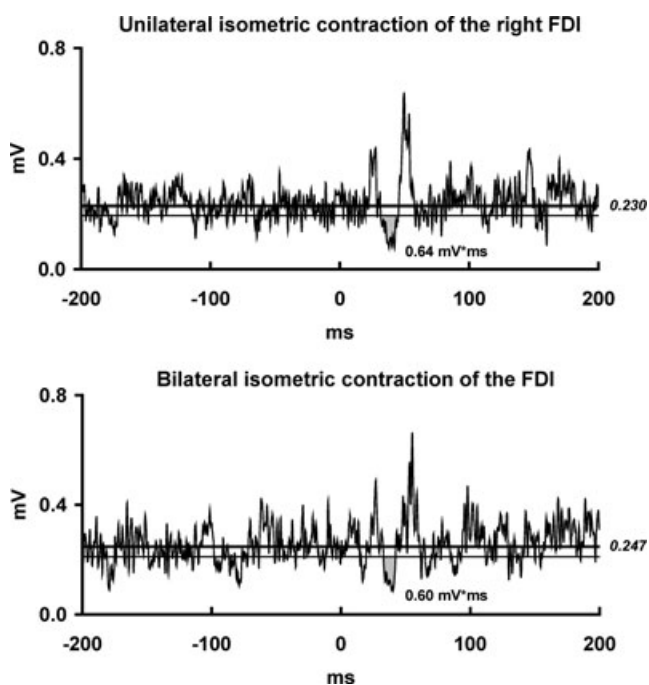 Unilateral isometric contraction of the right FDI
0.8
mV
0.4
0.230
0.64 mV*ms
0.0
-200 -100 0 100 200
ms
Bilateral isometric contraction of the FDI
0.8
mV
0.4
0.247
0.60 mV*ms
0.0
-200 -100 0 100 200
ms